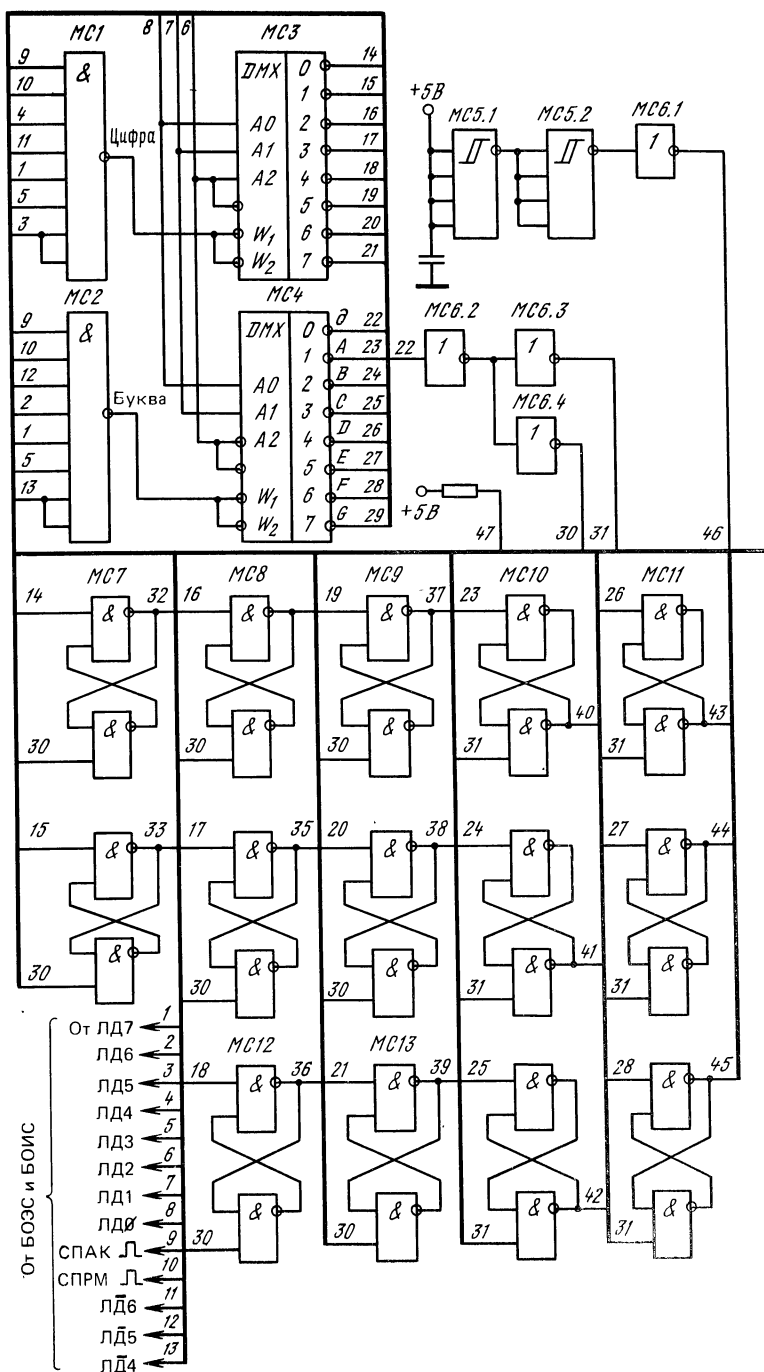 8 7 6
MC1
9
10
4
11
1
5
3
&
Цифра
MC3
DMX
A0
A1
A2
W1
W2
0 14
1 15
2 16
3 17
4 18
5 19
6 20
7 21
+5В
MC5.1
MC5.2
MC6.1
1
46
MC2
9
10
12
2
1
5
13
&
Буква
MC4
DMX
A0
A1
A2
W1
W2
0 Ə 22
1 A 23
2 B 24
3 C 25
4 D 26
5 E 27
6 F 28
7 G 29
22
MC6.2
1
MC6.3
1
MC6.4
1
+5В
47
30
31
MC7 MC8 MC9 MC10 MC11
14 & 32 16 & 19 & 37 23 & 26 &
& & & & 40 & 43
30 30 30 31 31
15 & 33 17 & 35 20 & 38 24 & 27 & 44
& & & & 41 &
30 30 30 31 31
MC12 MC13
18 & 36 21 & 39 25 & 28 & 45
& & & 42 &
30 30 31 31
От БОЭС и БОИС
От ЛД7 1
ЛД6 2
ЛД5 3
ЛД4 4
ЛД3 5
ЛД2 6
ЛД1 7
ЛДØ 8
СПАК 9
СПРМ 10
ЛД̅6 11
ЛД̅5 12
ЛД̅4 13